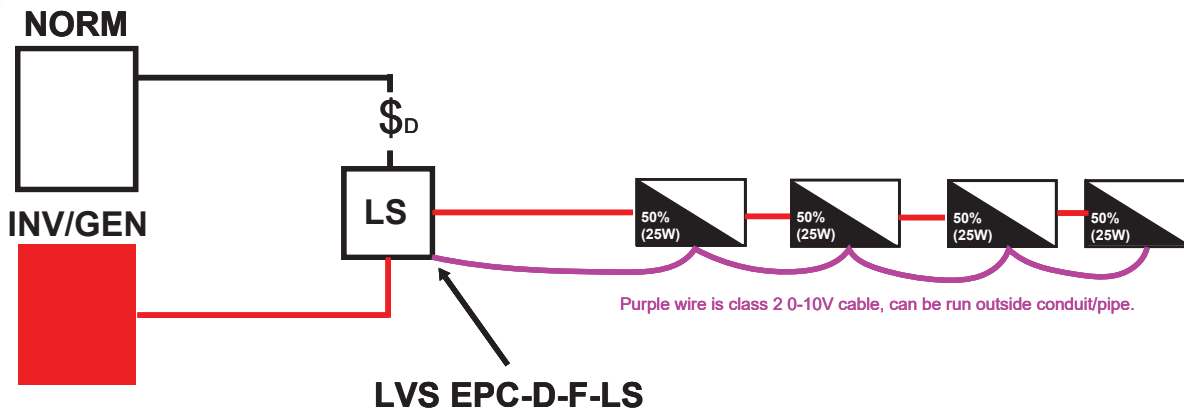 NORM
$D
LS
INV/GEN
50%
(25W)
50%
(25W)
50%
(25W)
50%
(25W)
Purple wire is class 2 0-10V cable, can be run outside conduit/pipe.
LVS EPC-D-F-LS